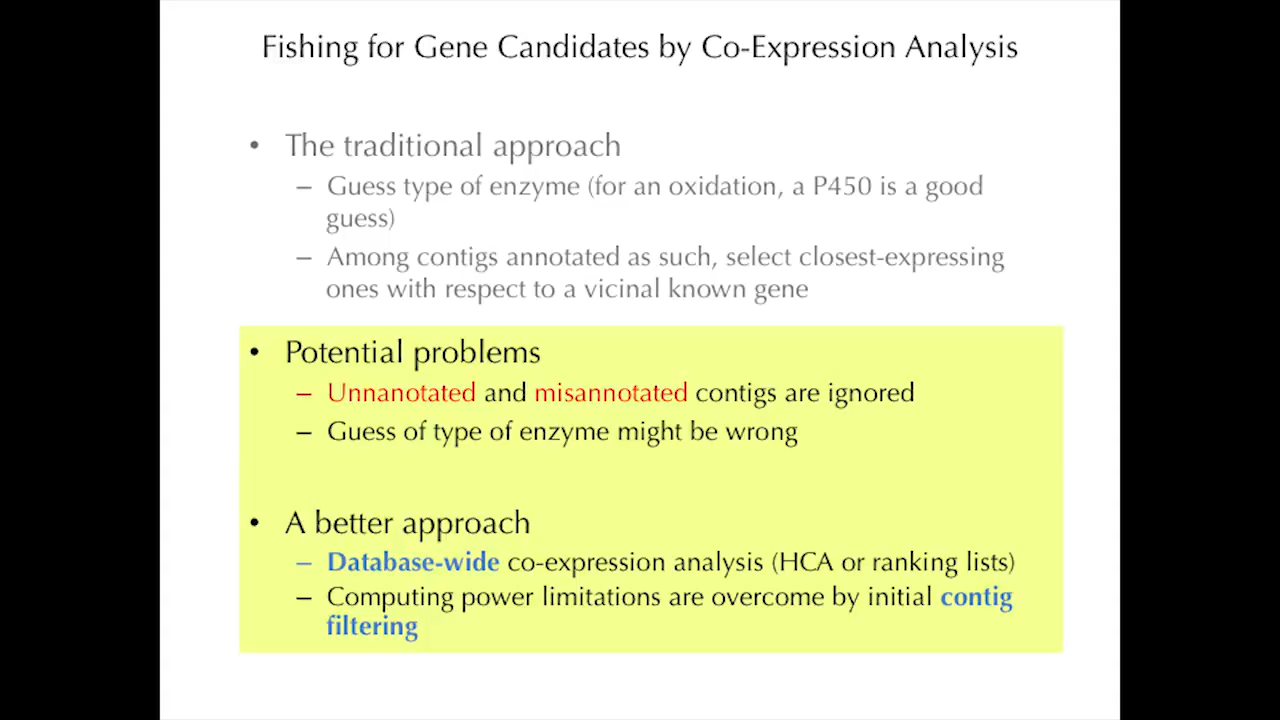 Fishing for Gene Candidates by Co-Expression Analysis
• The traditional approach
– Guess type of enzyme (for an oxidation, a P450 is a good
guess)
– Among contigs annotated as such, select closest-expressing
ones with respect to a vicinal known gene
• Potential problems
– Unnanotated and misannotated contigs are ignored
– Guess of type of enzyme might be wrong
• A better approach
– Database-wide co-expression analysis (HCA or ranking lists)
– Computing power limitations are overcome by initial contig
filtering